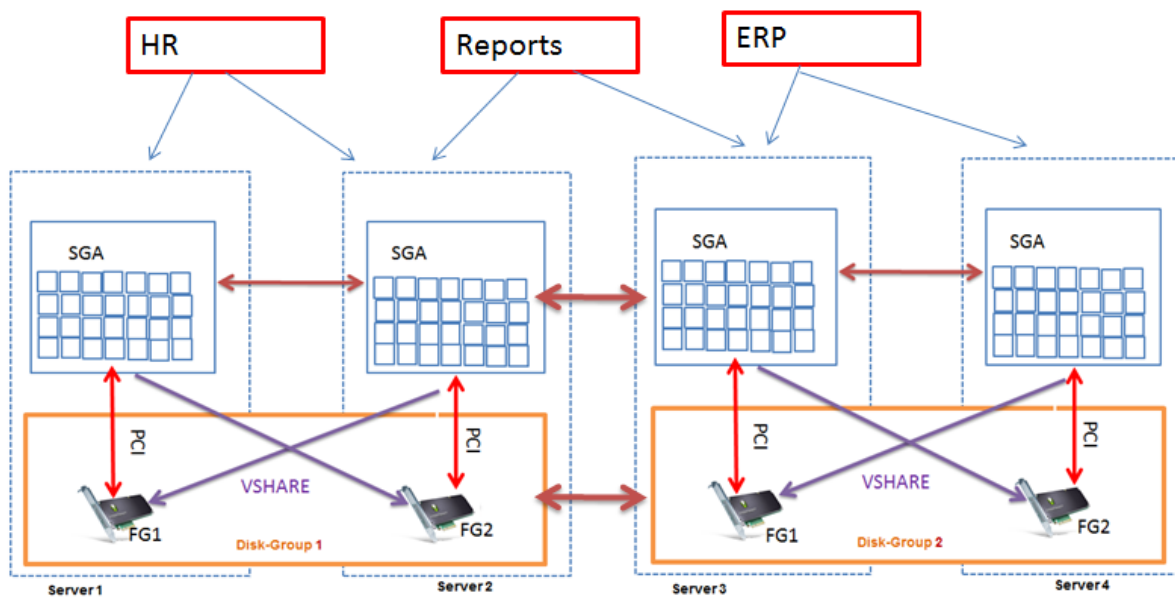 HR
Reports
ERP
SGA
SGA
SGA
SGA
PCI
PCI
PCI
PCI
VSHARE
VSHARE
FG1
FG2
FG1
FG2
Disk-Group 1
Disk-Group 2
Server1
Server2
Server3
Server4